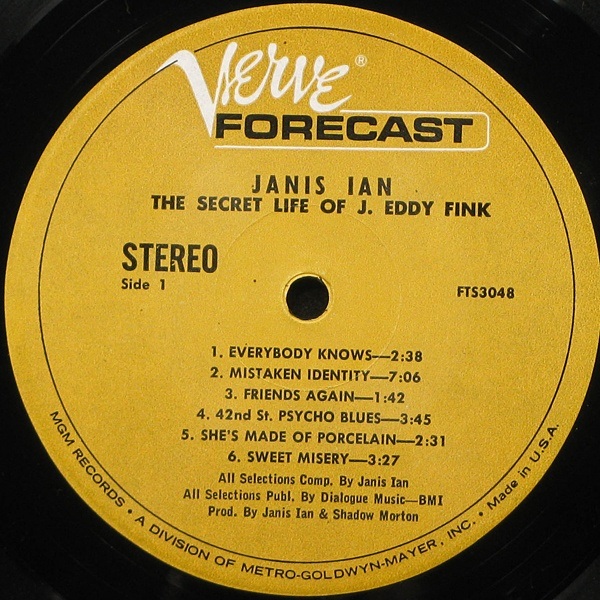 Verve®
FORECAST
JANIS IAN
THE SECRET LIFE OF J. EDDY FINK
STEREO
Side 1
FTS3048
1. EVERYBODY KNOWS—2:38
2. MISTAKEN IDENTITY—7:06
3. FRIENDS AGAIN—1:42
4. 42nd St. PSYCHO BLUES—3:45
5. SHE'S MADE OF PORCELAIN—2:31
6. SWEET MISERY—3:27
All Selections Comp. By Janis Ian
All Selections Publ. By Dialogue Music—BMI
Prod. By Janis Ian & Shadow Morton
MGM RECORDS • A DIVISION OF METRO-GOLDWYN-MAYER, INC. • Made in U.S.A.